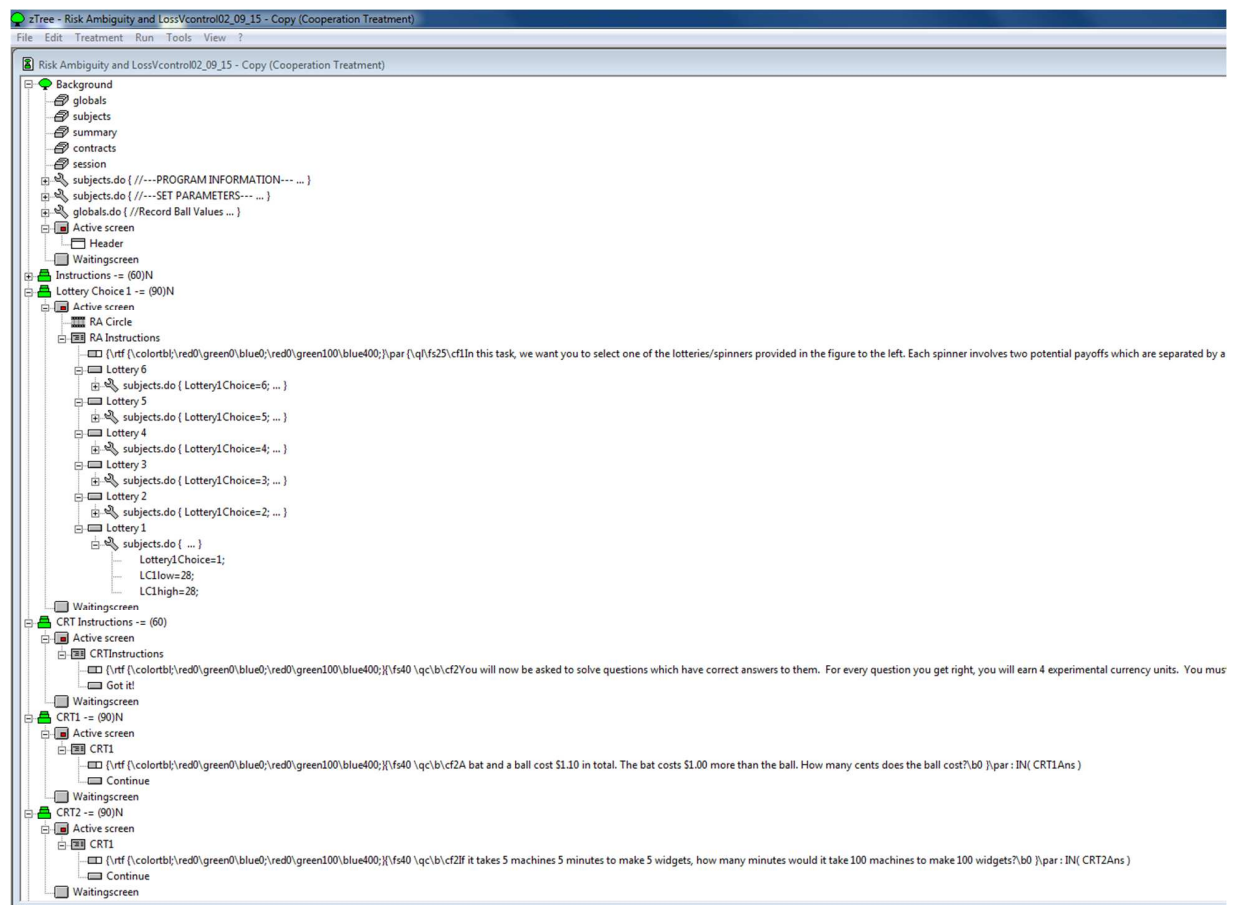 zTree - Risk Ambiguity and LossVcontrol02_09_15 - Copy (Cooperation Treatment)
File Edit Treatment Run Tools View ?
Risk Ambiguity and LossVcontrol02_09_15 - Copy (Cooperation Treatment)
Background
globals
subjects
summary
contracts
session
subjects.do { //---PROGRAM INFORMATION--- ... }
subjects.do { //---SET PARAMETERS--- ... }
globals.do { //Record Ball Values ... }
Active screen
Header
Waitingscreen
Instructions -= (60)N
Lottery Choice 1 -= (90)N
Active screen
RA Circle
RA Instructions
{\rtf {\colortbl;\red0\green0\blue0;\red0\green100\blue400;}\par {\ql\fs25\cf1In this task, we want you to select one of the lotteries/spinners provided in the figure to the left. Each spinner involves two potential payoffs which are separated by a
Lottery 6
subjects.do { Lottery1Choice=6; ... }
Lottery 5
subjects.do { Lottery1Choice=5; ... }
Lottery 4
subjects.do { Lottery1Choice=4; ... }
Lottery 3
subjects.do { Lottery1Choice=3; ... }
Lottery 2
subjects.do { Lottery1Choice=2; ... }
Lottery 1
subjects.do { ... }
Lottery1Choice=1;
LC1low=28;
LC1high=28;
Waitingscreen
CRT Instructions -= (60)
Active screen
CRTInstructions
{\rtf {\colortbl;\red0\green0\blue0;\red0\green100\blue400;}{\fs40 \qc\b\cf2You will now be asked to solve questions which have correct answers to them. For every question you get right, you will earn 4 experimental currency units. You mus
Got it!
Waitingscreen
CRT1 -= (90)N
Active screen
CRT1
{\rtf {\colortbl;\red0\green0\blue0;\red0\green100\blue400;}{\fs40 \qc\b\cf2A bat and a ball cost $1.10 in total. The bat costs $1.00 more than the ball. How many cents does the ball cost?\b0 }\par : IN( CRT1Ans )
Continue
Waitingscreen
CRT2 -= (90)N
Active screen
CRT1
{\rtf {\colortbl;\red0\green0\blue0;\red0\green100\blue400;}{\fs40 \qc\b\cf2If it takes 5 machines 5 minutes to make 5 widgets, how many minutes would it take 100 machines to make 100 widgets?\b0 }\par : IN( CRT2Ans )
Continue
Waitingscreen